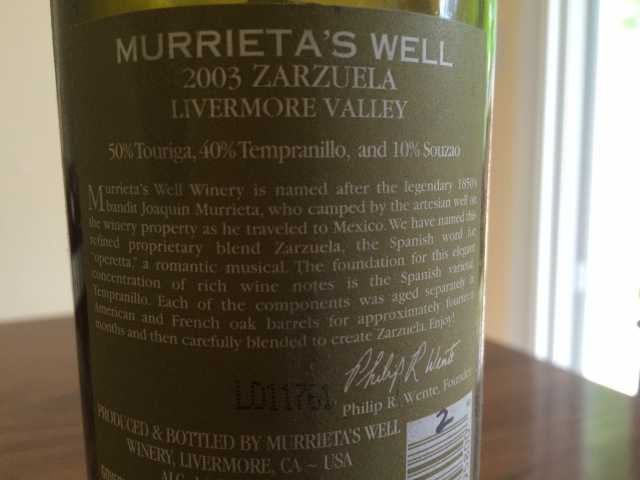 MURRIETA'S WELL
2003 ZARZUELA
LIVERMORE VALLEY
50% Touriga, 40% Tempranillo, and 10% Souzao
Murrieta's Well Winery is named after the legendary 1850's
bandit Joaquin Murrieta, who camped by the artesian well on
the winery property as he traveled to Mexico. We have named this
refined proprietary blend Zarzuela, the Spanish word for
"operetta," a romantic musical. The foundation for this elegant
concentration of rich wine notes is the Spanish varietal,
Tempranillo. Each of the components was aged separately in
American and French oak barrels for approximately fourteen
months and then carefully blended to create Zarzuela. Enjoy!
Philip R Wente
LD11761
Philip R. Wente, Founder
2
PRODUCED & BOTTLED BY MURRIETA'S WELL
WINERY, LIVERMORE, CA ~ USA